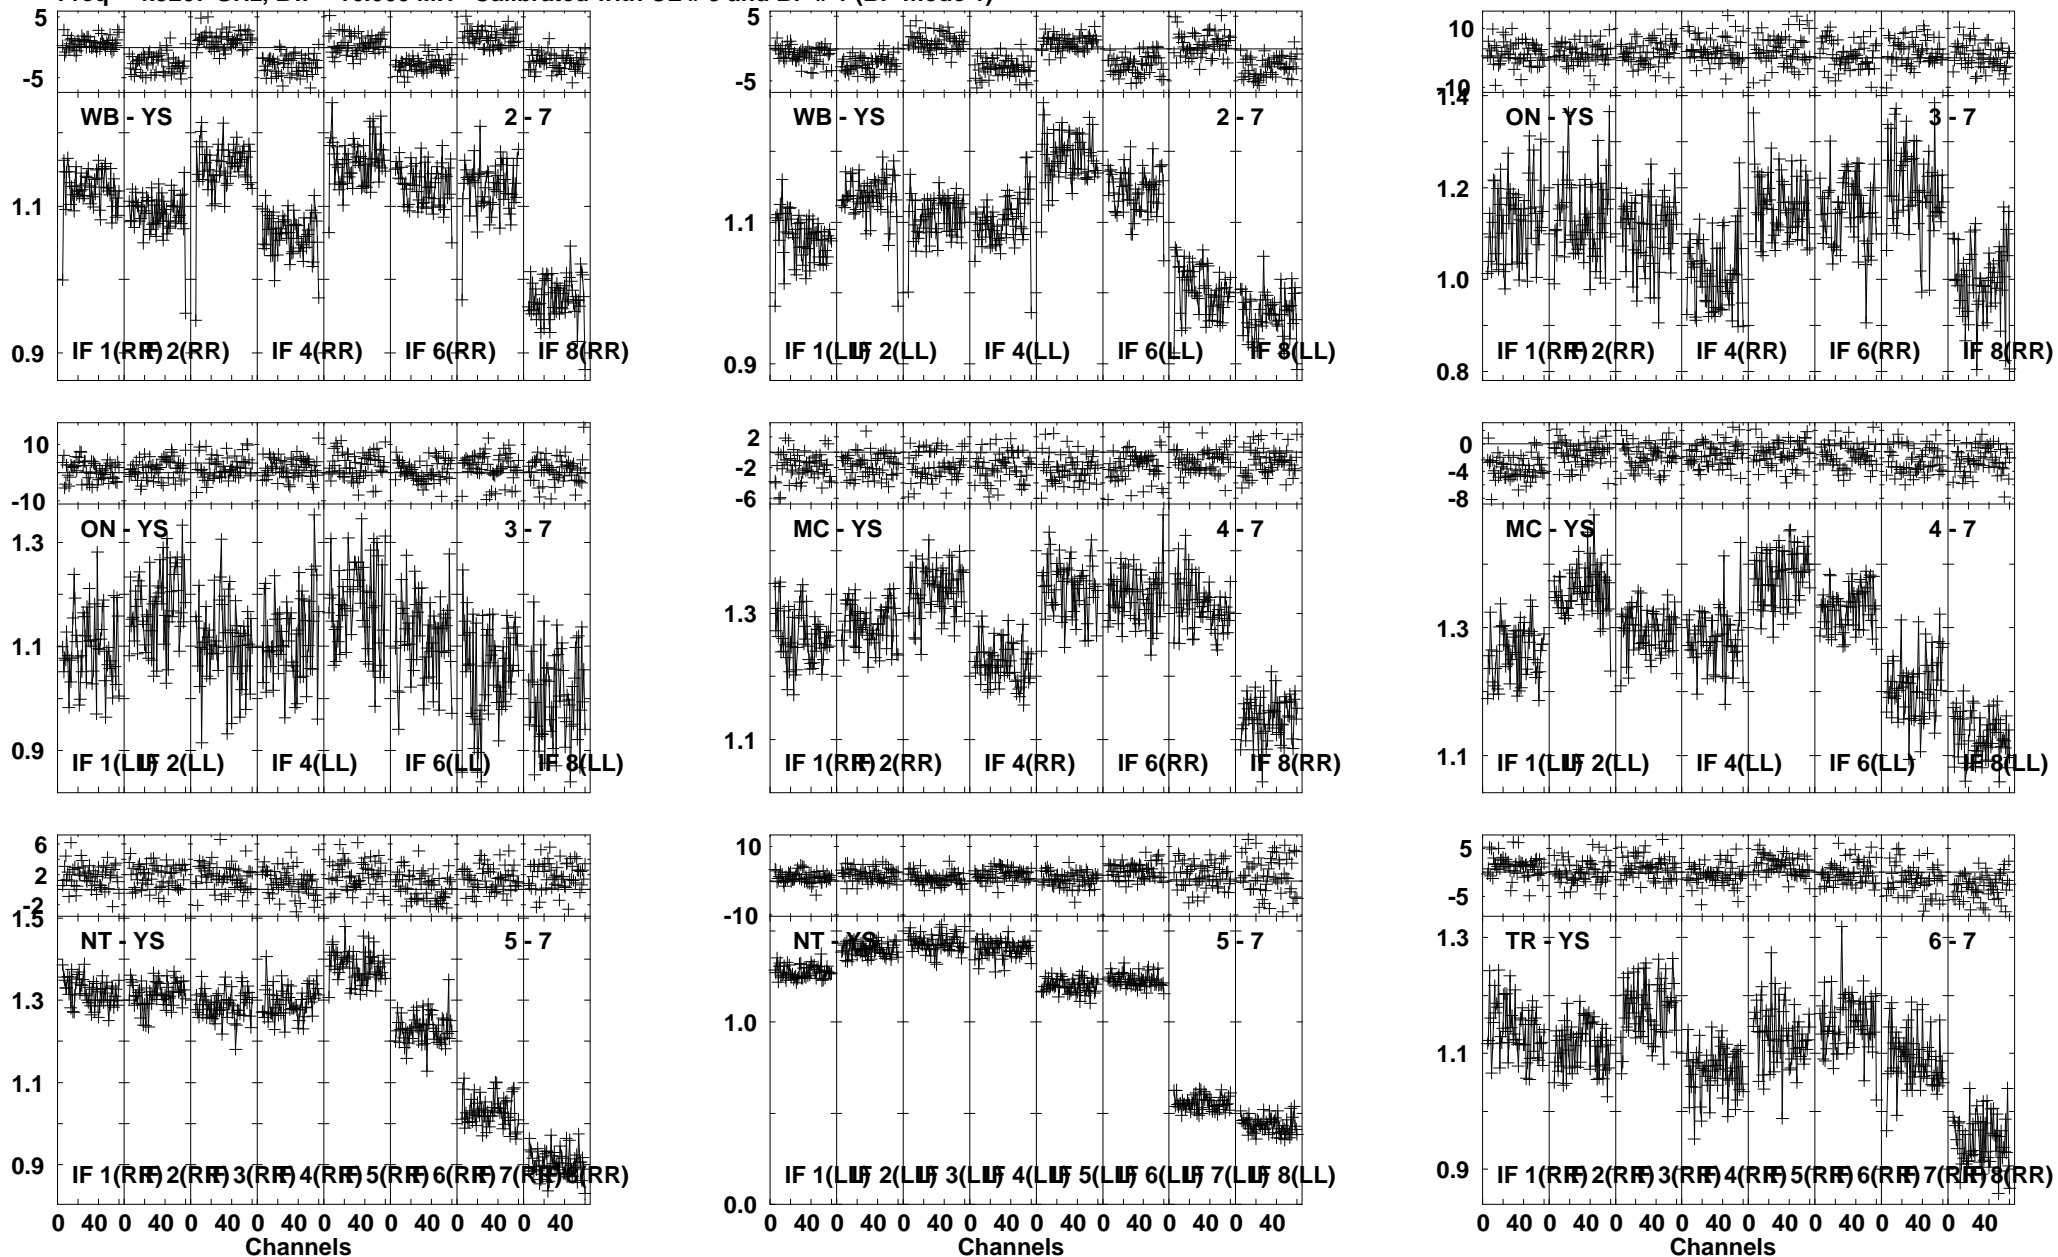 5
-5
WB - YS 2 - 7
1.1
0.9
IF 1(RR) IF 2(RR) IF 4(RR) IF 6(RR) IF 8(RR)
5
-5
WB - YS 2 - 7
1.1
0.9
IF 1(LL) IF 2(LL) IF 4(LL) IF 6(LL) IF 8(LL)
10
-10
1.4
ON - YS 3 - 7
1.2
1.0
0.8
IF 1(RR) IF 2(RR) IF 4(RR) IF 6(RR) IF 8(RR)
10
-10
ON - YS 3 - 7
1.3
1.1
0.9
IF 1(LL) IF 2(LL) IF 4(LL) IF 6(LL) IF 8(LL)
2
-2
-6
MC - YS 4 - 7
1.3
1.1
IF 1(RR) IF 2(RR) IF 4(RR) IF 6(RR) IF 8(RR)
0
-4
-8
MC - YS 4 - 7
1.3
1.1
IF 1(LL) IF 2(LL) IF 4(LL) IF 6(LL) IF 8(LL)
6
2
-2
1.5
NT - YS 5 - 7
1.3
1.1
0.9
IF 1(RR) IF 2(RR) IF 3(RR) IF 4(RR) IF 5(RR) IF 6(RR) IF 7(RR) IF 8(RR)
0 40 0 40 0 40 0 40 0 40 0 40 0 40 0 40
Channels
10
-10
NT - YS 5 - 7
1.0
0.0
IF 1(LL) IF 2(LL) IF 3(LL) IF 4(LL) IF 5(LL) IF 6(LL) IF 7(LL) IF 8(LL)
0 40 0 40 0 40 0 40 0 40 0 40 0 40 0 40
Channels
5
-5
TR - YS 6 - 7
1.3
1.1
0.9
IF 1(RR) IF 2(RR) IF 3(RR) IF 4(RR) IF 5(RR) IF 6(RR) IF 7(RR) IF 8(RR)
0 40 0 40 0 40 0 40 0 40 0 40 0 40 0 40
Channels